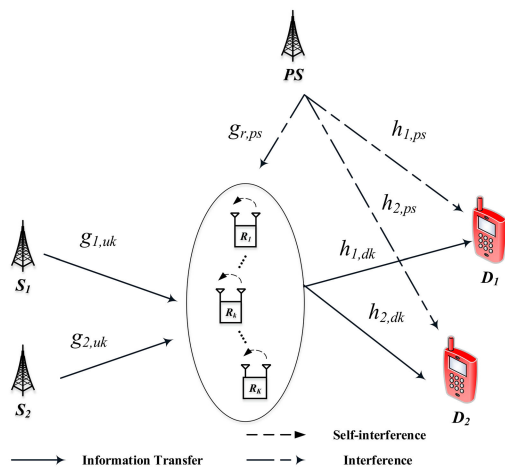 PS
g_{r,ps}
h_{1,ps}
h_{2,ps}
g_{1,uk}
R_1
h_{1,dk}
S_1
R_k
D_1
h_{2,dk}
g_{2,uk}
R_K
S_2
D_2
Self-interference
Information Transfer
Interference